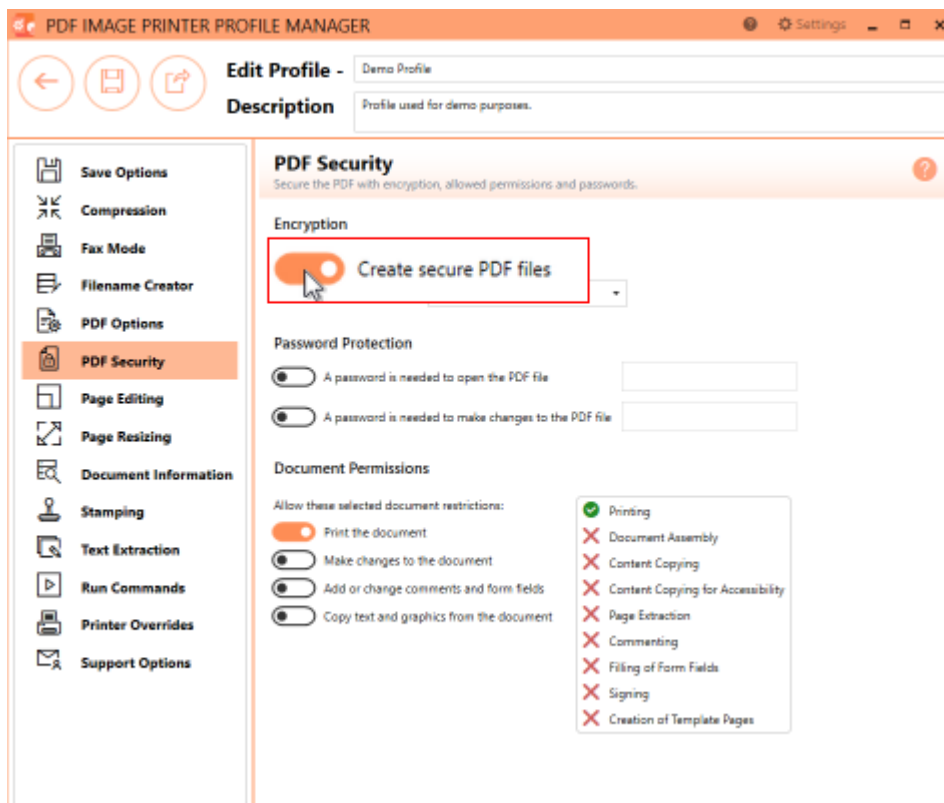 PDF IMAGE PRINTER PROFILE MANAGER
Settings
Edit Profile -
Demo Profile
Description
Profile used for demo purposes.
Save Options
Compression
Fax Mode
Filename Creator
PDF Options
PDF Security
Page Editing
Page Resizing
Document Information
Stamping
Text Extraction
Run Commands
Printer Overrides
Support Options
PDF Security
Secure the PDF with encryption, allowed permissions and passwords.
Encryption
Create secure PDF files
Password Protection
A password is needed to open the PDF file
A password is needed to make changes to the PDF file
Document Permissions
Allow these selected document restrictions:
Print the document
Make changes to the document
Add or change comments and form fields
Copy text and graphics from the document
Printing
Document Assembly
Content Copying
Content Copying for Accessibility
Page Extraction
Commenting
Filling of Form Fields
Signing
Creation of Template Pages